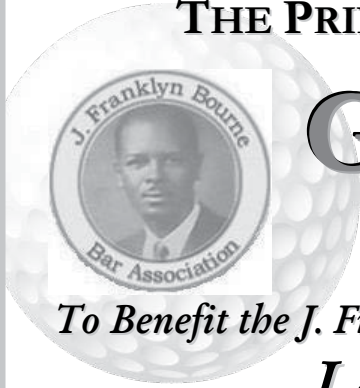 THE PRI
G
J. Franklyn Bourne
Bar Association
To Benefit the J. F